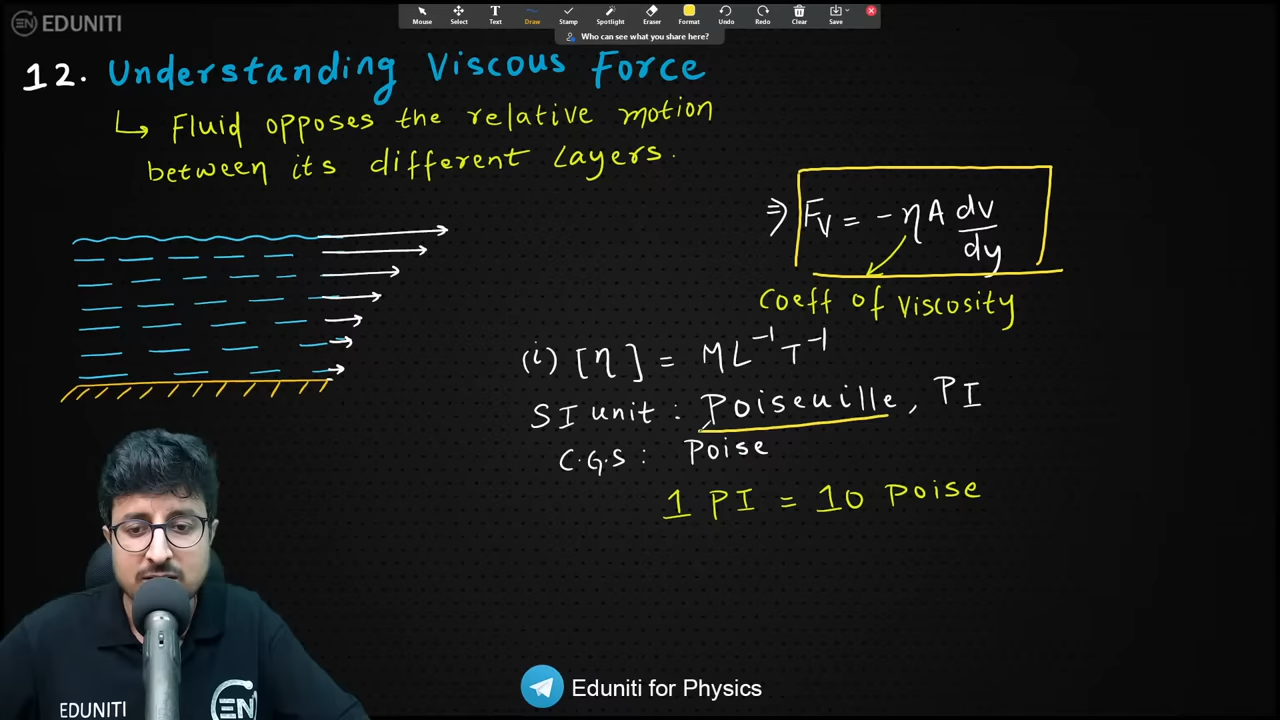 EN EDUNITI
Mouse Select Text Draw Stamp Spotlight Eraser Format Undo Redo Clear Save
Who can see what you share here?
12. Understanding Viscous Force
↳ Fluid opposes the relative motion
between its different Layers.
⇒ F_V = -ηA dv/dy
Coeff of Viscosity
(i) [η] = ML⁻¹T⁻¹
SI unit : Poiseuille, PI
C.G.S : Poise
1 PI = 10 Poise
EDUNITI EN
Eduniti for Physics